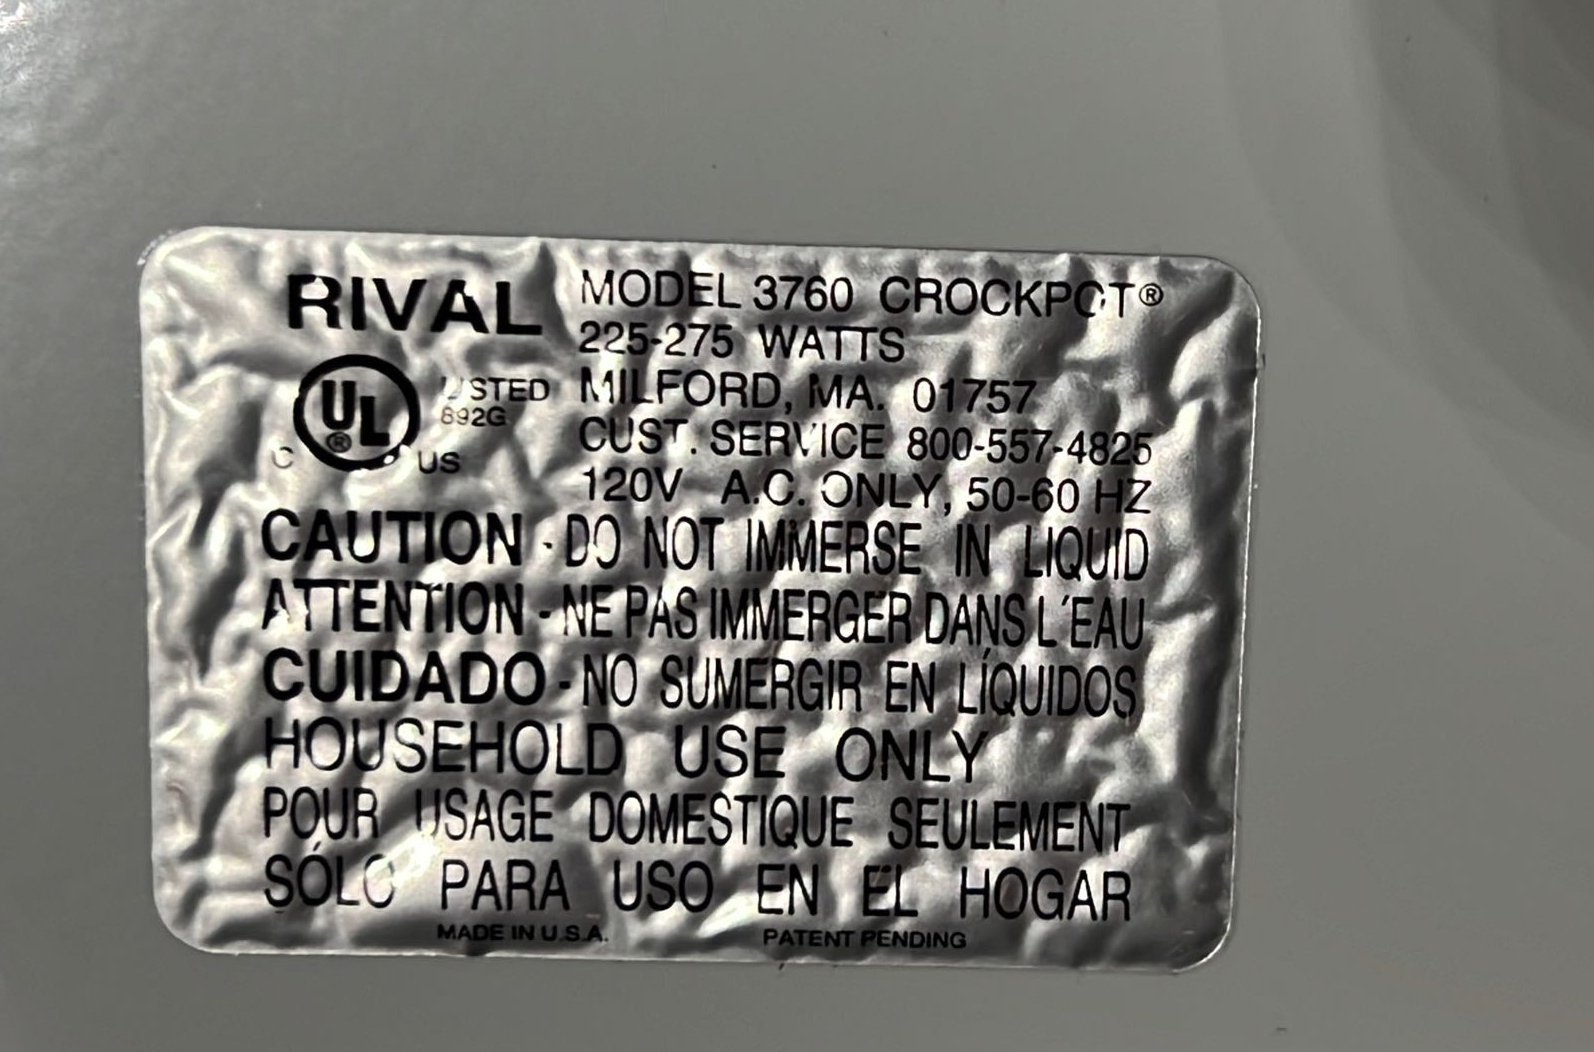 RIVAL
MODEL 3760 CROCKPOT®
225-275 WATTS
UL ®
C US
LISTED
892G
MILFORD, MA. 01757
CUST. SERVICE 800-557-4825
120V A.C. ONLY, 50-60 HZ
CAUTION - DO NOT IMMERSE IN LIQUID
ATTENTION - NE PAS IMMERGER DANS L'EAU
CUIDADO - NO SUMERGIR EN LÍQUIDOS
HOUSEHOLD USE ONLY
POUR USAGE DOMESTIQUE SEULEMENT
SÓLO PARA USO EN EL HOGAR
MADE IN U.S.A. PATENT PENDING